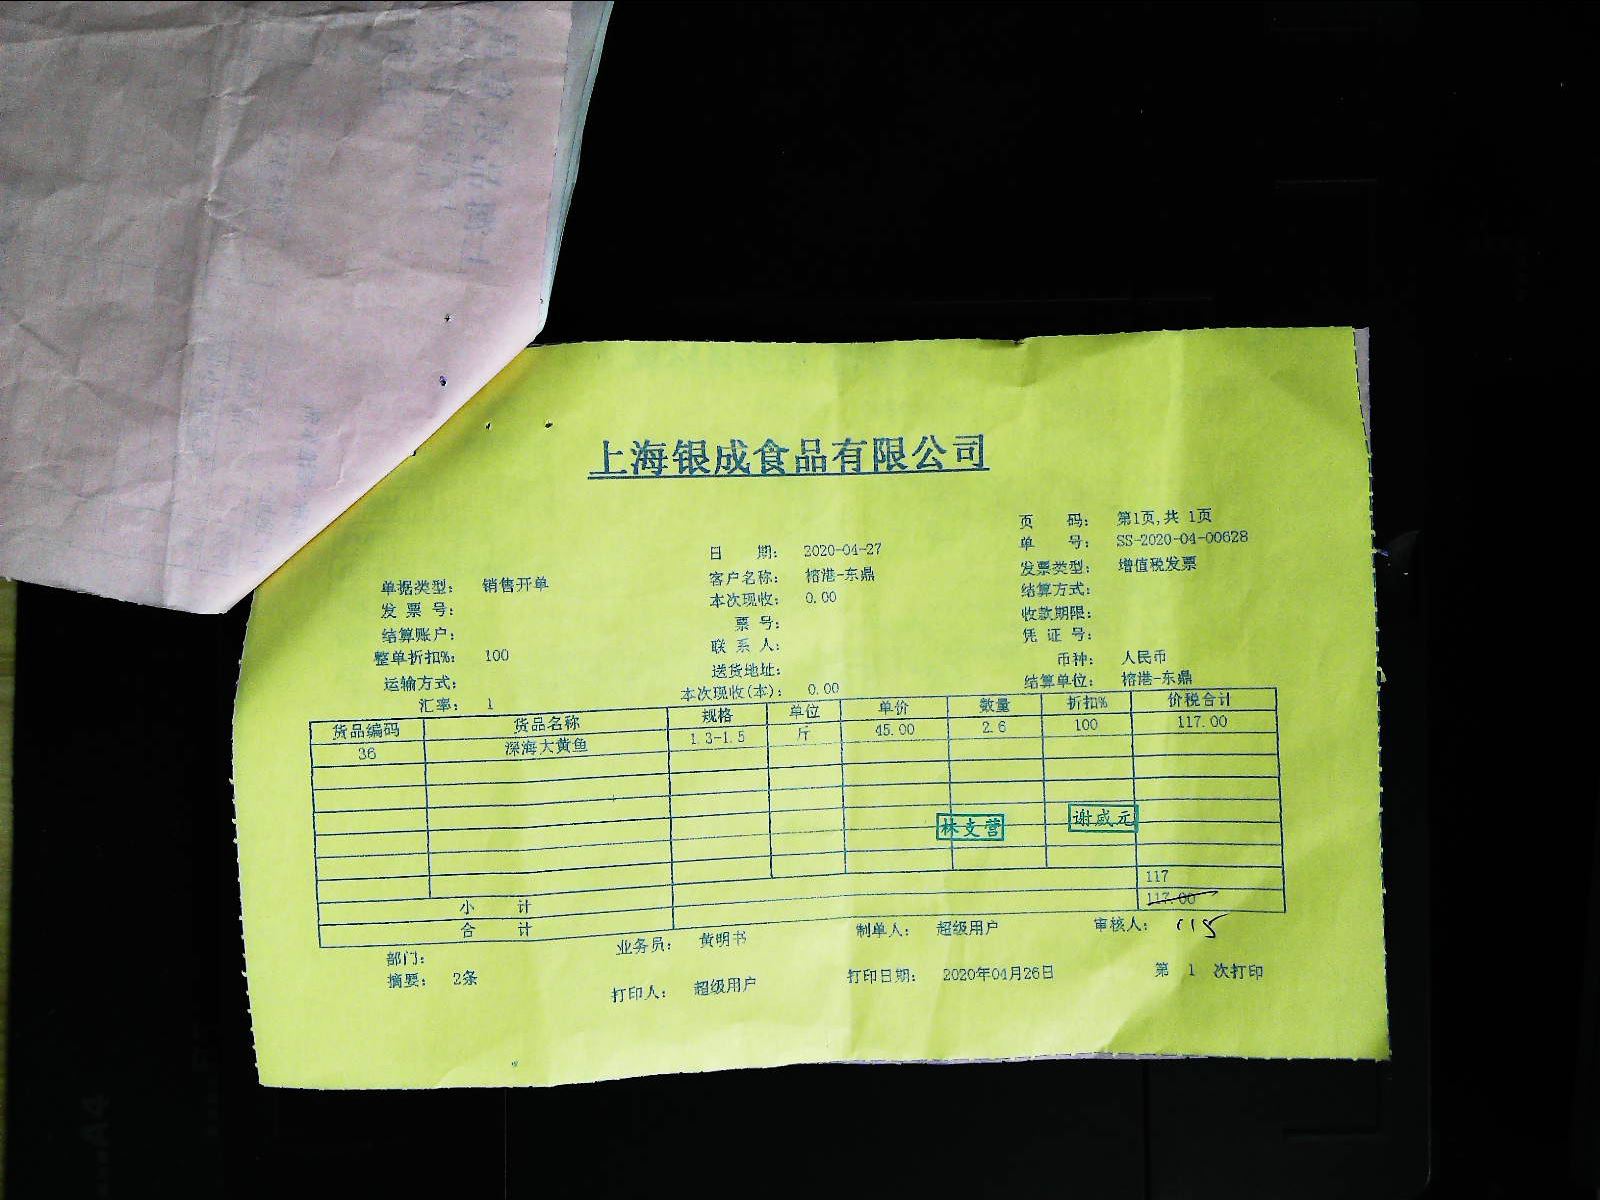 上海银成食品有限公司
页 码： 第1页,共 1页
日 期： 2020-04-27 单 号： SS-2020-04-00628
单据类型： 销售开单 客户名称： 榕港-东鼎 发票类型： 增值税发票
发 票 号： 本次现收： 0.00 结算方式：
结算账户： 票 号： 收款期限：
整单折扣%： 100 联 系 人： 凭 证 号：
运输方式： 送货地址： 币种： 人民币
汇率： 1 本次现收(本)： 0.00 结算单位： 榕港-东鼎
货品编码 货品名称 规格 单位 单价 数量 折扣% 价税合计
36 深海大黄鱼 1.3-1.5 斤 45.00 2.6 100 117.00
林支营 谢威元
小 计 117
合 计 117.00
部门： 业务员： 黄明书 制单人： 超级用户 审核人： 115
摘要： 2条 打印人： 超级用户 打印日期： 2020年04月26日 第 1 次打印
A4